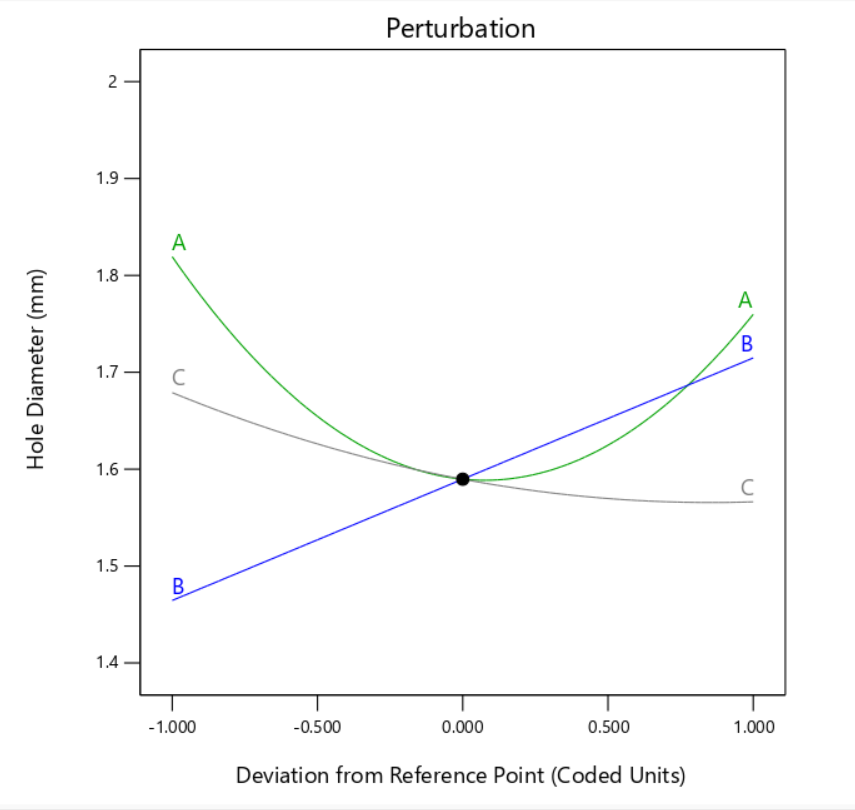 Perturbation
2
1.9
A
1.8
A
B
1.7
C
1.6
C
1.5
B
1.4
-1.000 -0.500 0.000 0.500 1.000
Hole Diameter (mm)
Deviation from Reference Point (Coded Units)